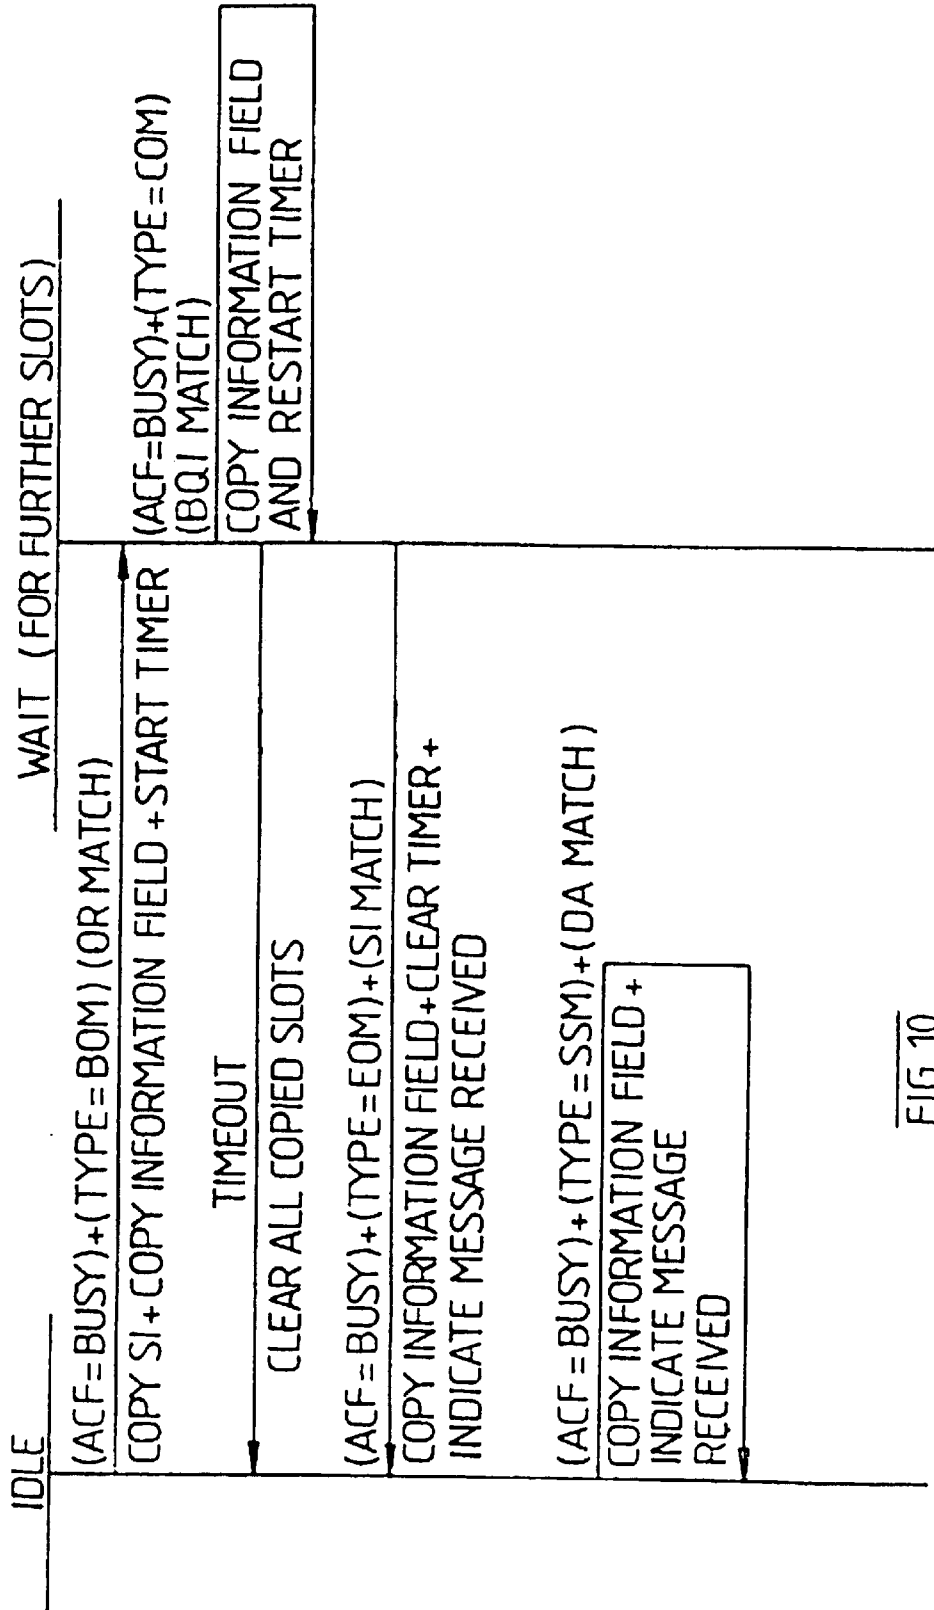 IDLE
WAIT (FOR FURTHER SLOTS)
(ACF=BUSY)+(TYPE=BOM)(OR MATCH)
COPY SI+COPY INFORMATION FIELD+START TIMER
(ACF=BUSY)+(TYPE=COM)
(BQI MATCH)
COPY INFORMATION FIELD
AND RESTART TIMER
TIMEOUT
CLEAR ALL COPIED SLOTS
(ACF=BUSY)+(TYPE=EOM)+(SI MATCH)
COPY INFORMATION FIELD+CLEAR TIMER+
INDICATE MESSAGE RECEIVED
(ACF=BUSY)+(TYPE=SSM)+(DA MATCH)
COPY INFORMATION FIELD+
INDICATE MESSAGE
RECEIVED
FIG 10